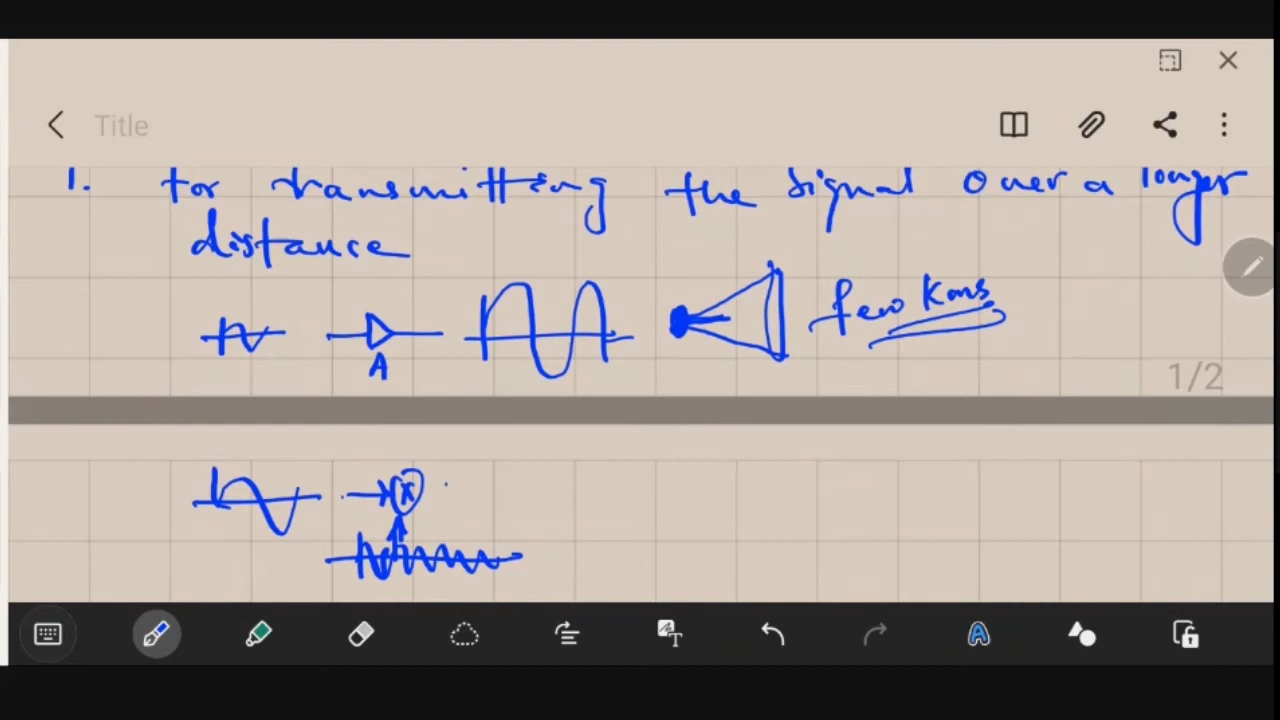 Title
1. for transmitting the signal over a longer
distance
few Kms
A
1/2
x
A